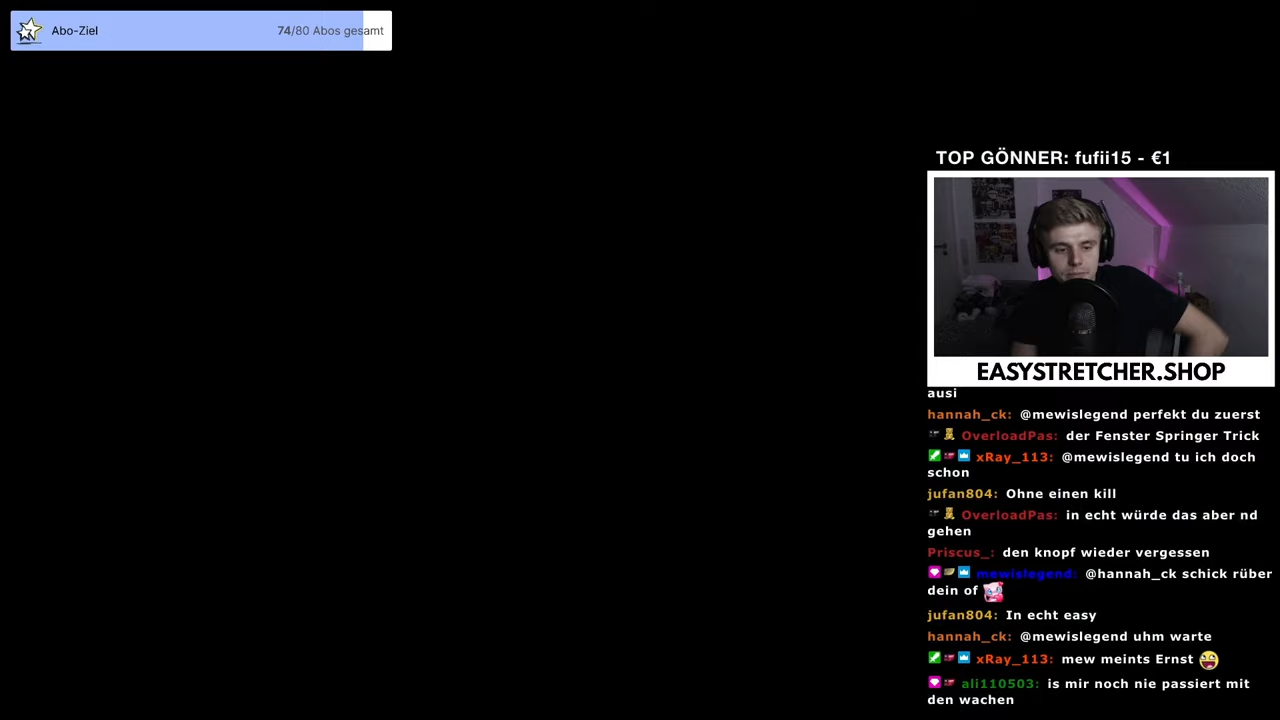 Abo-Ziel 74/80 Abos gesamt
TOP GÖNNER: fufii15 - €1
EASYSTRETCHER.SHOP
ausi
hannah_ck: @mewislegend perfekt du zuerst
OverloadPas: der Fenster Springer Trick
xRay_113: @mewislegend tu ich doch
schon
jufan804: Ohne einen kill
OverloadPas: in echt würde das aber nd
gehen
Priscus_: den knopf wieder vergessen
mewislegend: @hannah_ck schick rüber
dein of
jufan804: In echt easy
hannah_ck: @mewislegend uhm warte
xRay_113: mew meints Ernst
ali110503: is mir noch nie passiert mit
den wachen